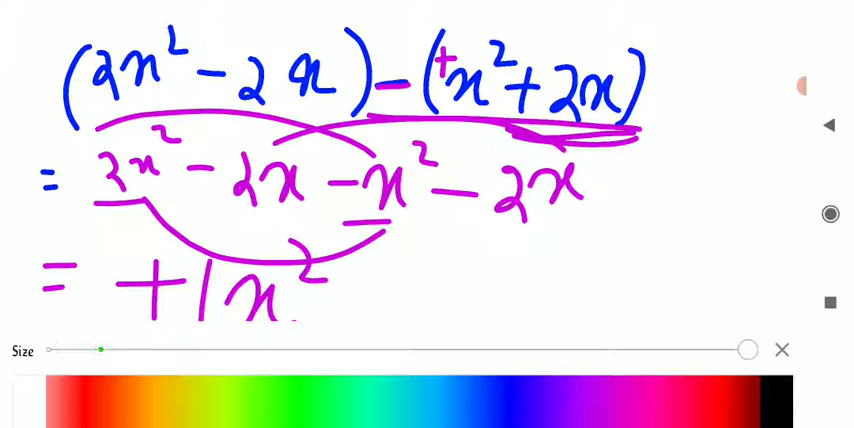 (2x² - 2x) - (+x² + 2x)
= 2x² - 2x - x² - 2x
= +1x²
Size